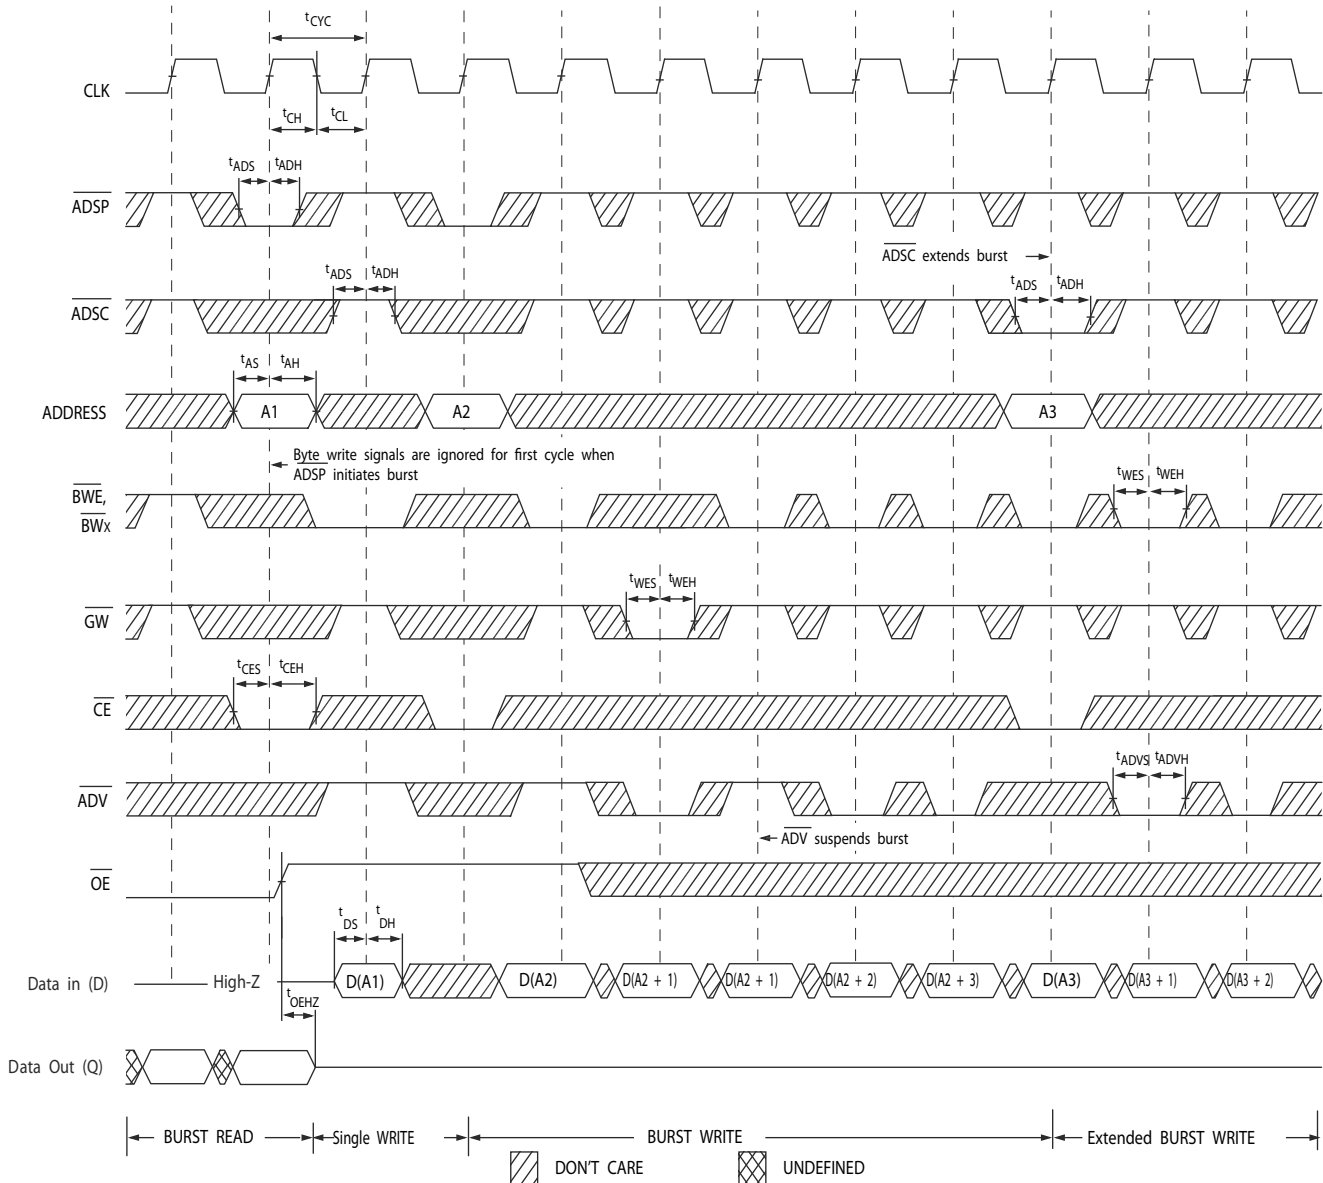 tCYC
CLK
tCH
tCL
tADS
tADH
ADSP
ADSC extends burst
tADS
tADH
tADS
tADH
ADSC
tAS
tAH
ADDRESS
A1
A2
A3
Byte write signals are ignored for first cycle when
ADSP initiates burst
tWES
tWEH
BWE,
BWx
tWES
tWEH
GW
tCES
tCEH
CE
tADVS
tADVH
ADV
ADV suspends burst
OE
tDS
tDH
Data in (D)
High-Z
D(A1)
D(A2)
D(A2 + 1)
D(A2 + 1)
D(A2 + 2)
D(A2 + 3)
D(A3)
D(A3 + 1)
D(A3 + 2)
tOEHZ
Data Out (Q)
BURST READ
Single WRITE
BURST WRITE
Extended BURST WRITE
DON'T CARE
UNDEFINED